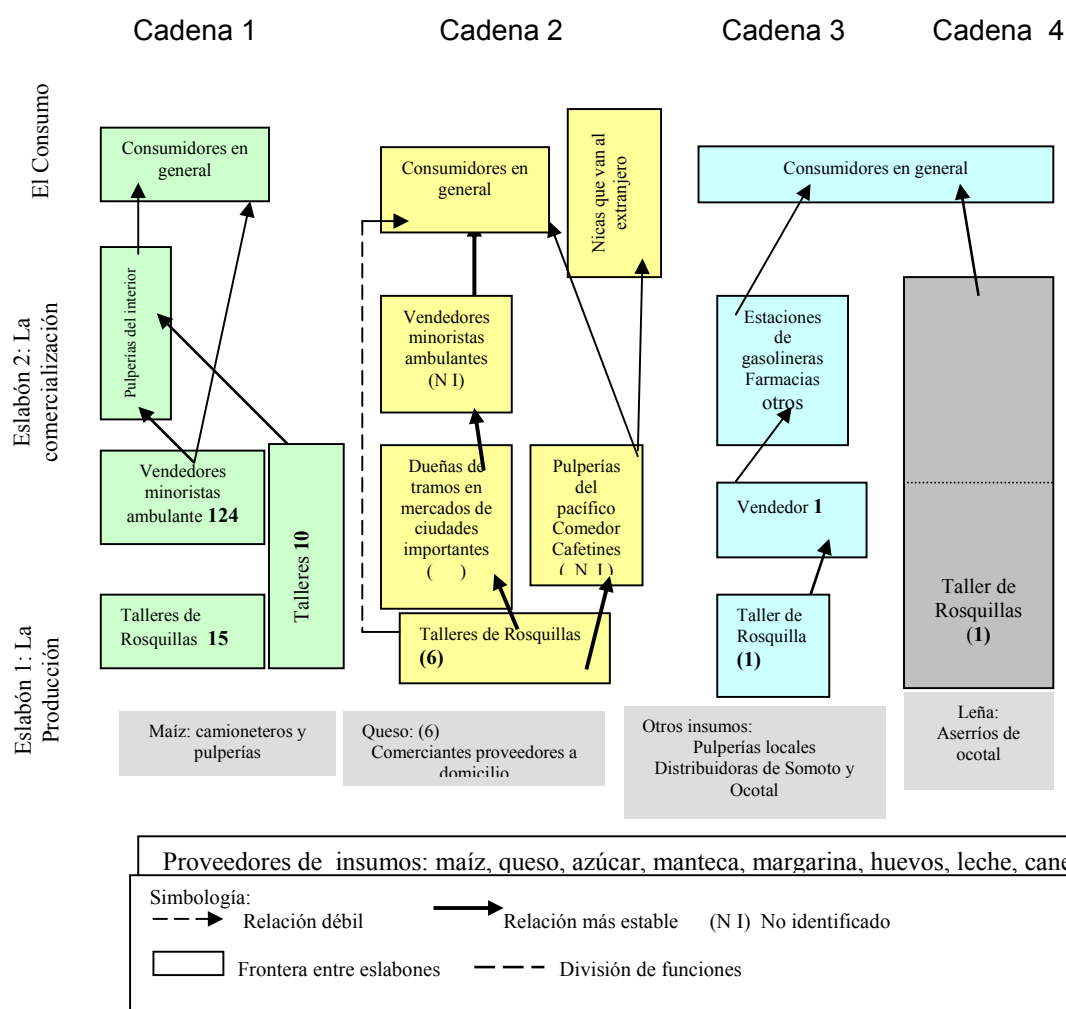 Cadena 1
Cadena 2
Cadena 3
Cadena 4
El Consumo
Consumidores en
general
Consumidores en
general
Nicas que van al
extranjero
Consumidores en general
Eslabón 2: La
comercialización
Pulperías del interior
Vendedores
minoristas
ambulantes
(N I)
Estaciones
de
gasolineras
Farmacias
otros
Vendedores
minoristas
ambulante 124
Talleres 10
Dueñas de
tramos en
mercados de
ciudades
importantes
( )
Pulperías
del
pacífico
Comedor
Cafetines
( N I )
Vendedor 1
Eslabón 1: La
Producción
Talleres de
Rosquillas 15
Talleres de Rosquillas
(6)
Taller de
Rosquilla
(1)
Taller de
Rosquillas
(1)
Maíz: camioneteros y
pulperías
Queso: (6)
Comerciantes proveedores a
domicilio
Otros insumos:
Pulperías locales
Distribuidoras de Somoto y
Ocotal
Leña:
Aserríos de
ocotal
Proveedores de insumos: maíz, queso, azúcar, manteca, margarina, huevos, leche, cane
Simbología:
Relación débil
Relación más estable
(N I) No identificado
Frontera entre eslabones
División de funciones